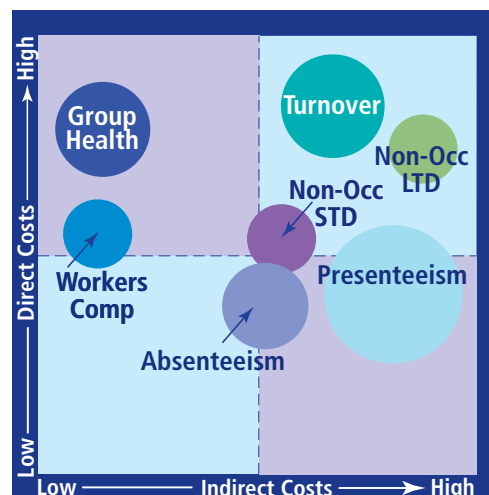 High
Direct Costs
Low
Group
Health
Turnover
Non-Occ
LTD
Non-Occ
STD
Workers
Comp
Presenteeism
Absenteeism
Low
Indirect Costs
High